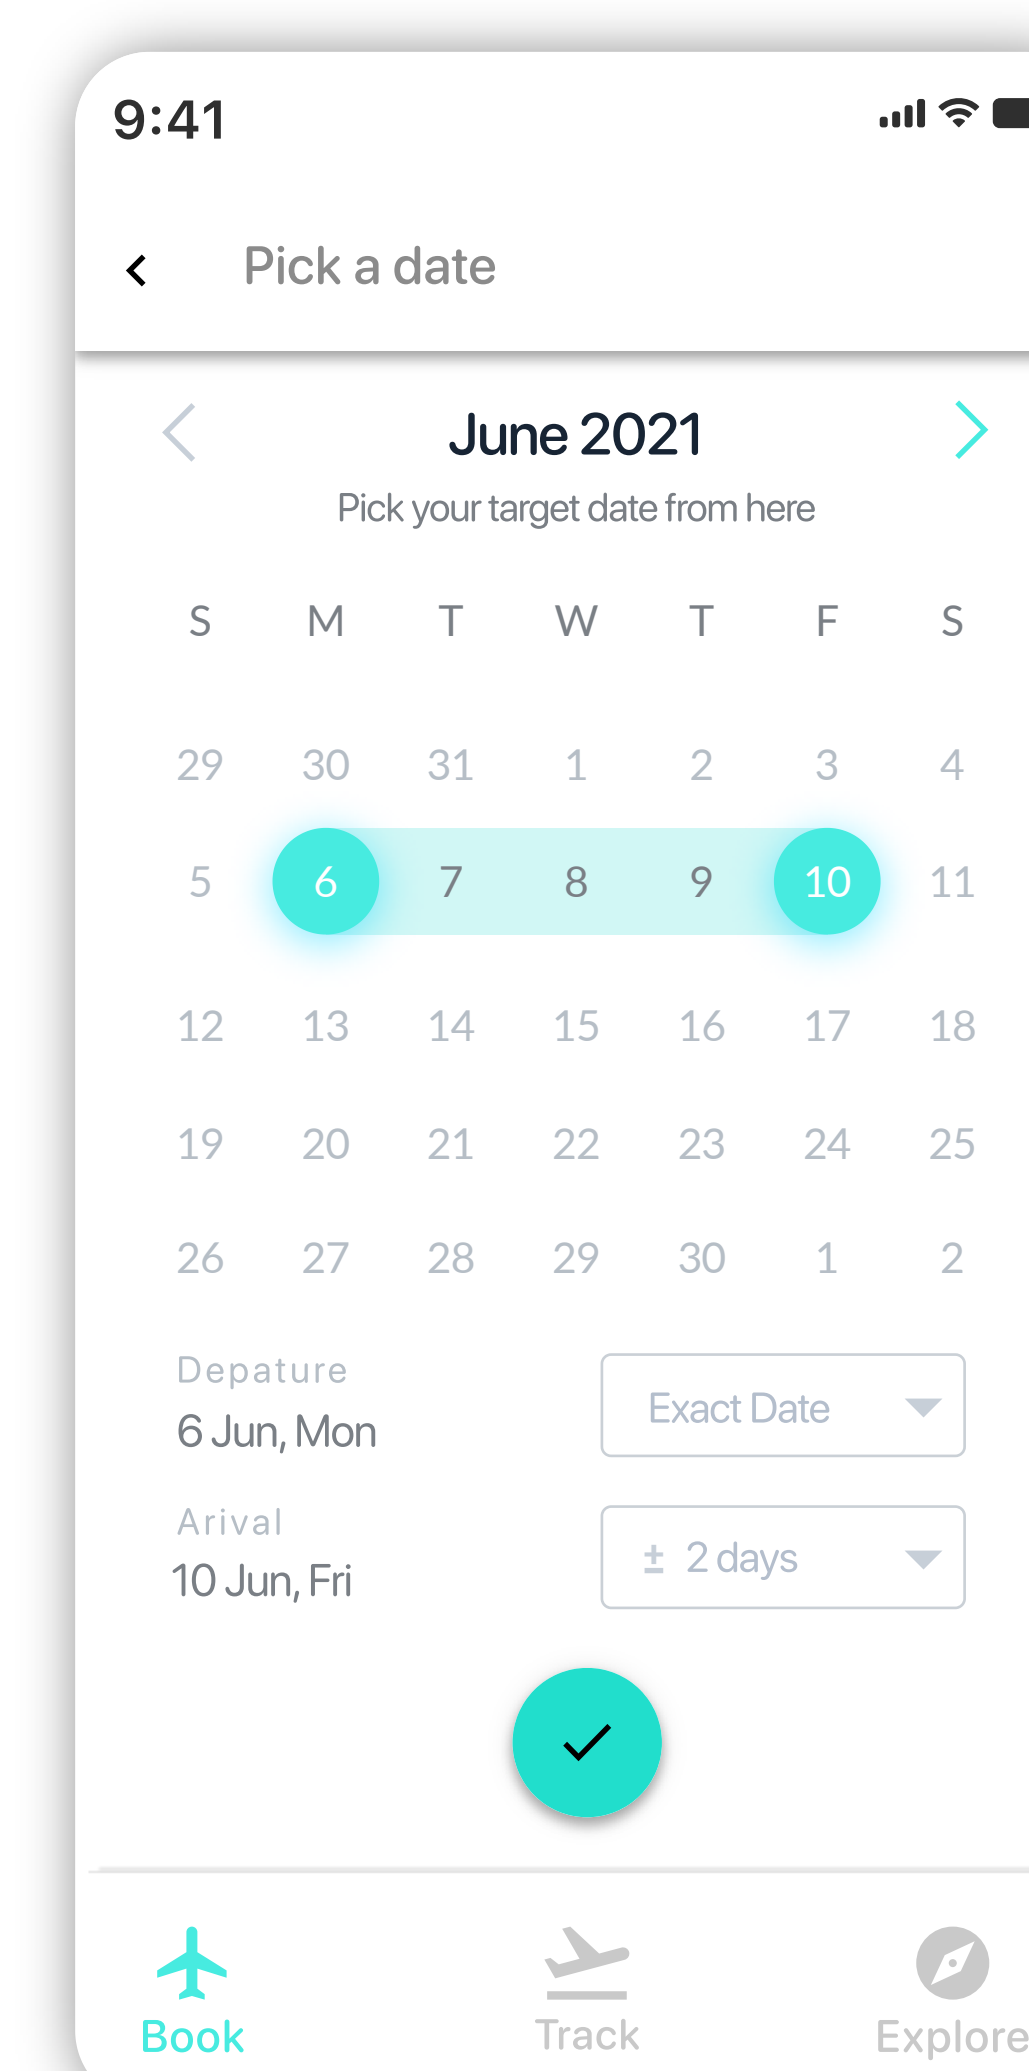 9:41
Pick a date
June 2021
Pick your target date from here
S M T W T F S
29 30 31 1 2 3 4
5 6 7 8 9 10 11
12 13 14 15 16 17 18
19 20 21 22 23 24 25
26 27 28 29 30 1 2
Depature
6 Jun, Mon
Exact Date
Arival
10 Jun, Fri
± 2 days
Book Track Explore